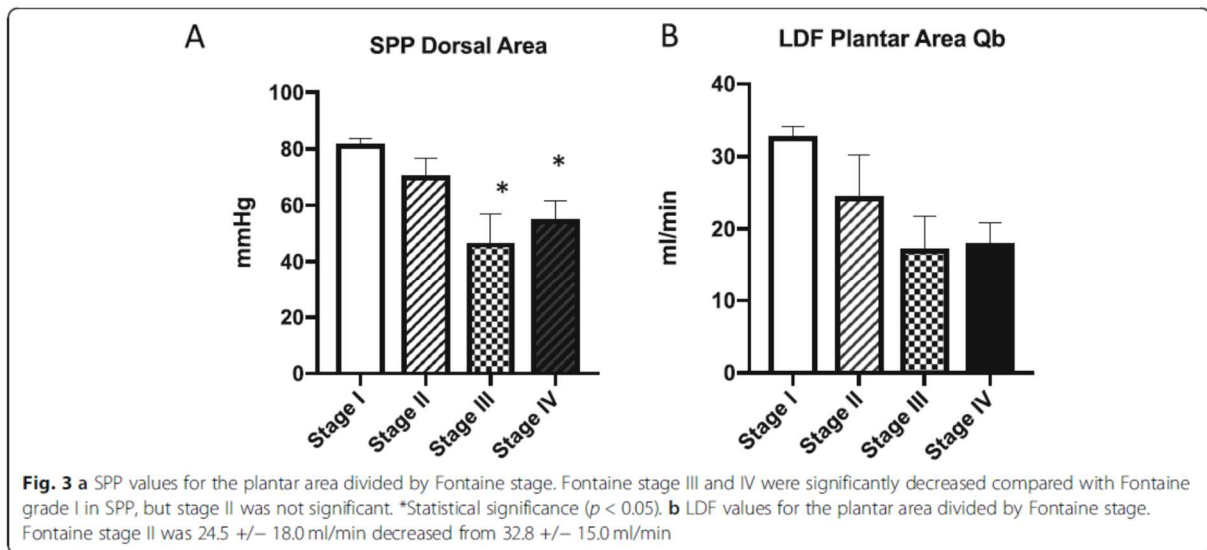 A
SPP Dorsal Area
mmHg
100
80
60
40
20
0
*
*
Stage I
Stage II
Stage III
Stage IV
B
LDF Plantar Area Qb
ml/min
40
30
20
10
0
Stage I
Stage II
Stage III
Stage IV
Fig. 3 a SPP values for the plantar area divided by Fontaine stage. Fontaine stage III and IV were significantly decreased compared with Fontaine
grade I in SPP, but stage II was not significant. *Statistical significance (p < 0.05). b LDF values for the plantar area divided by Fontaine stage.
Fontaine stage II was 24.5 +/− 18.0 ml/min decreased from 32.8 +/− 15.0 ml/min